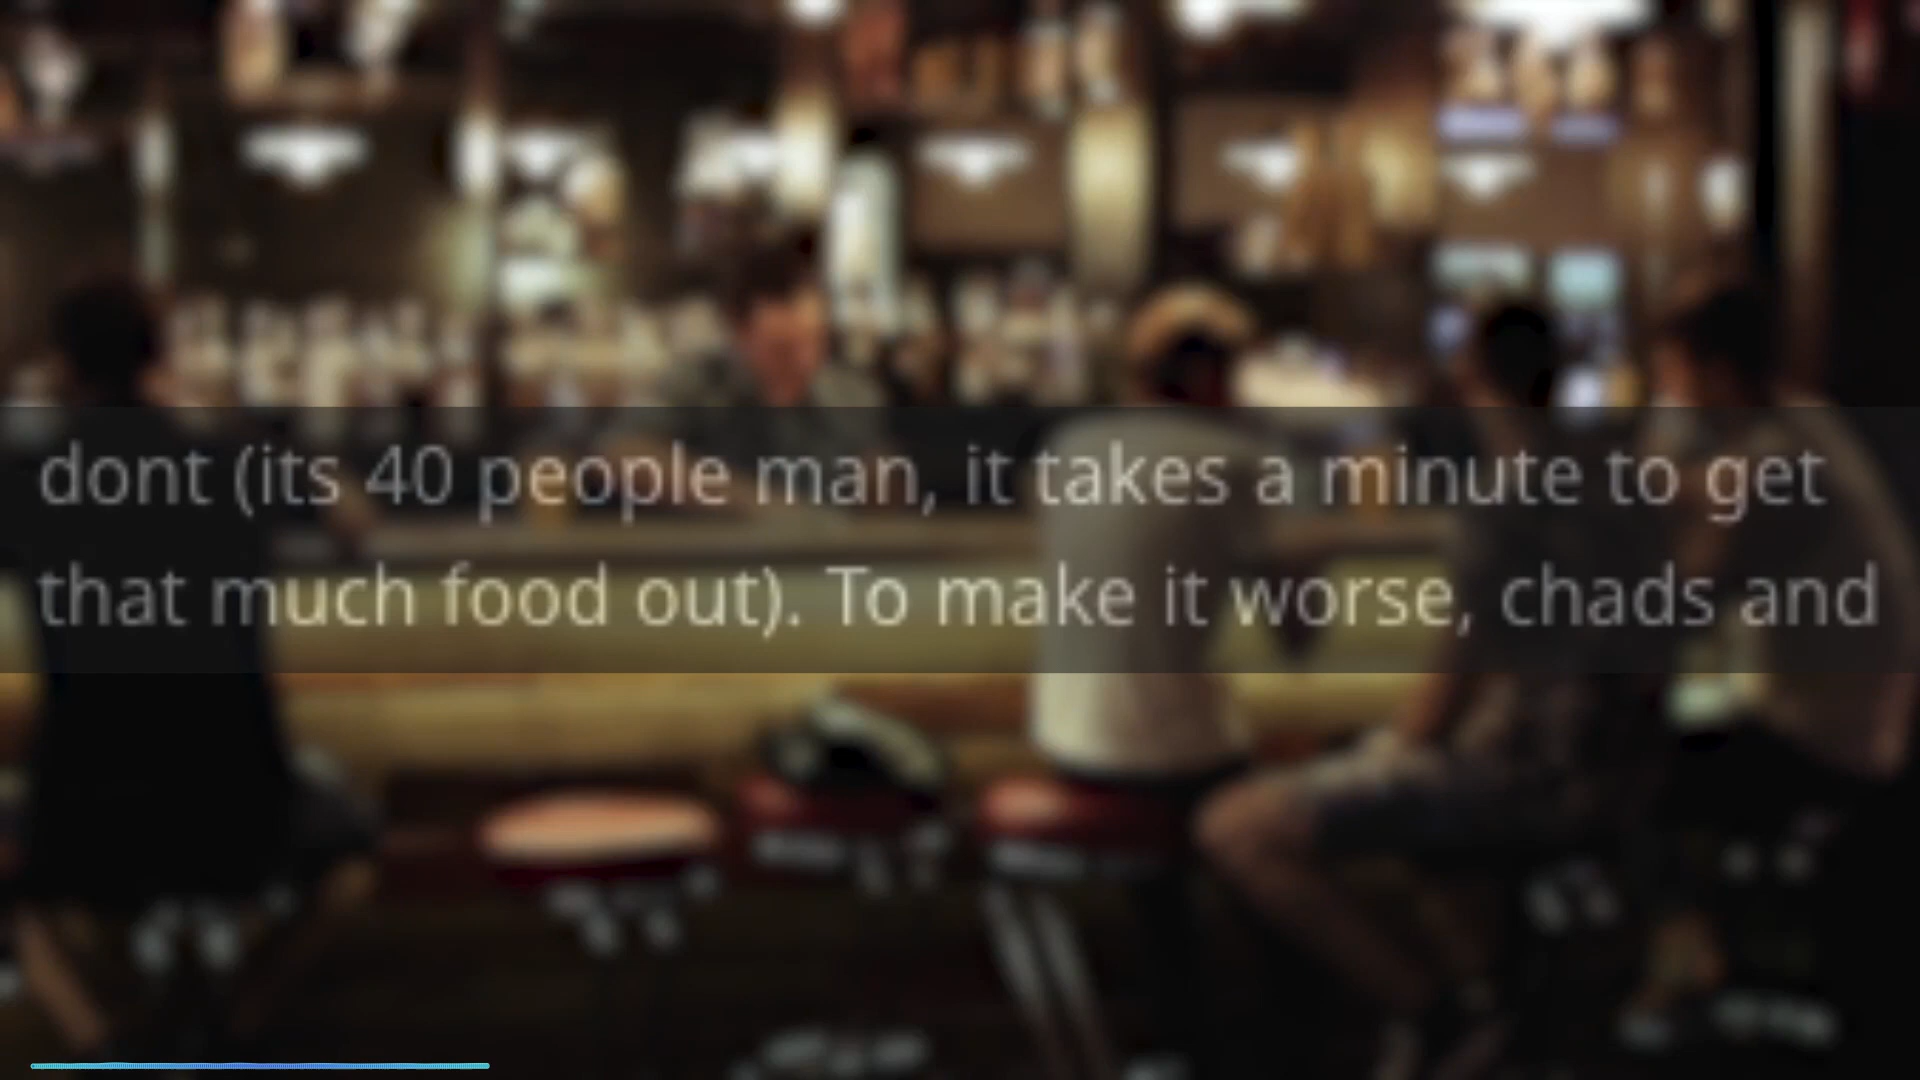 dont (its 40 people man, it takes a minute to get
that much food out). To make it worse, chads and